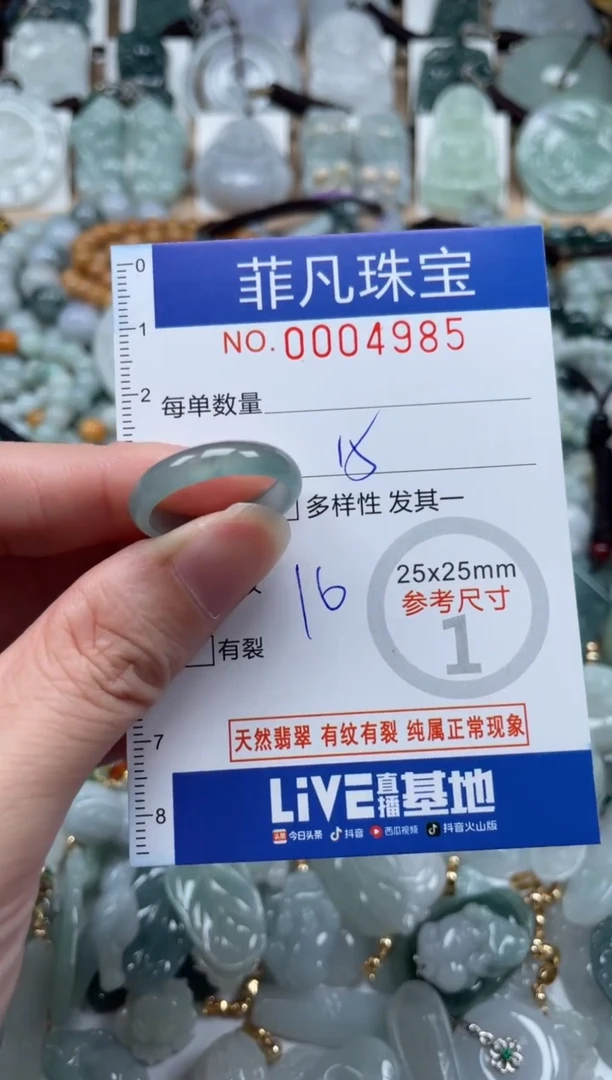 0
菲凡珠宝
1
NO.0004985
2
每单数量
18
多样性 发其一
25x25mm
参考尺寸
16
1
有裂
天然翡翠 有纹有裂 纯属正常现象
7
LiVE直播基地
8
今日头条 抖音 西瓜视频 抖音火山版